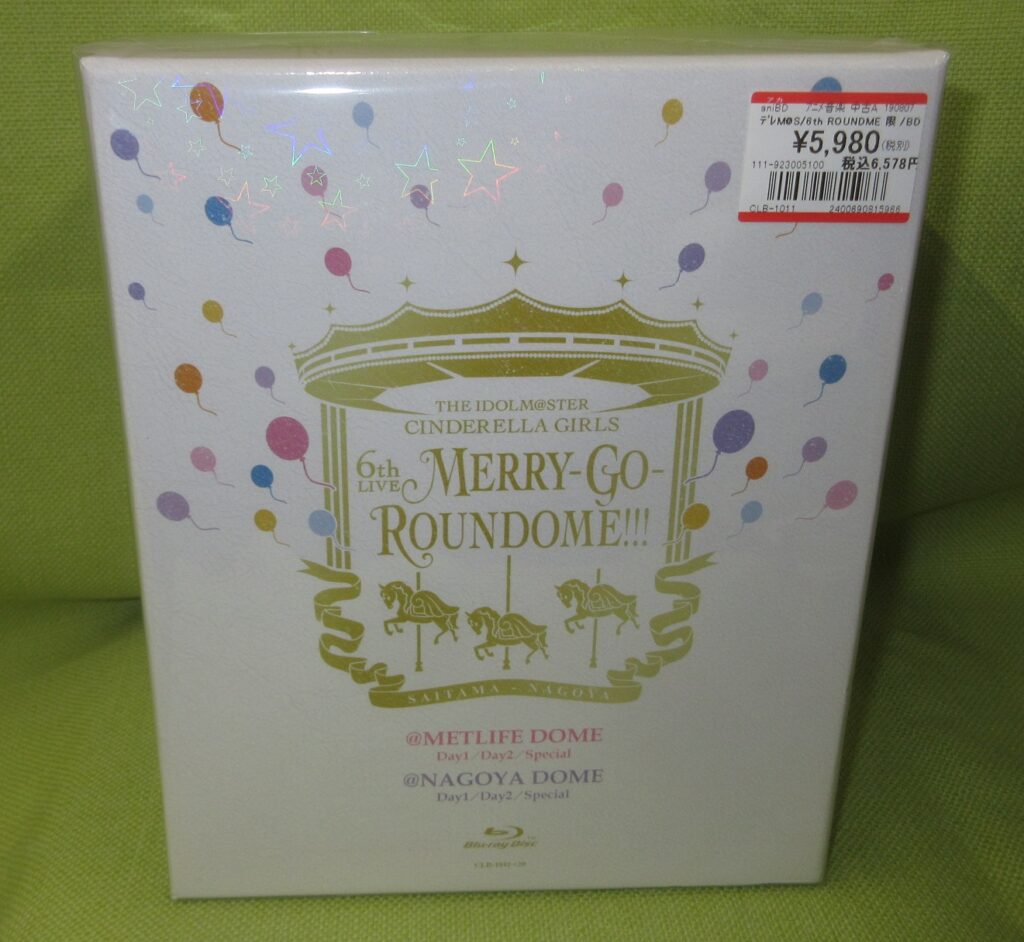 aniBD アニメ音楽 中古A 190807
デレM@S/6th ROUNDME 限/BD
¥5,980(税別)
111-923005100 税込6,578円
CLB-1011 2400890815986
THE IDOLM@STER
CINDERELLA GIRLS
6th LIVE MERRY-GO-
ROUNDOME!!!
SAITAMA - NAGOYA
@METLIFE DOME
Day1/Day2/Special
@NAGOYA DOME
Day1/Day2/Special
Blu-ray Disc